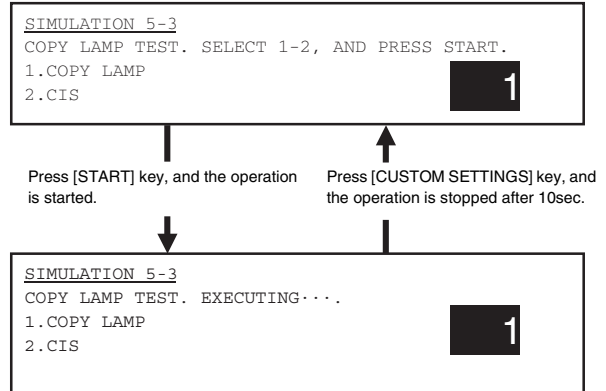 SIMULATION 5-3
COPY LAMP TEST. SELECT 1-2, AND PRESS START.
1.COPY LAMP
2.CIS
1
Press [START] key, and the operation
is started.
Press [CUSTOM SETTINGS] key, and
the operation is stopped after 10sec.
SIMULATION 5-3
COPY LAMP TEST. EXECUTING···.
1.COPY LAMP
2.CIS
1